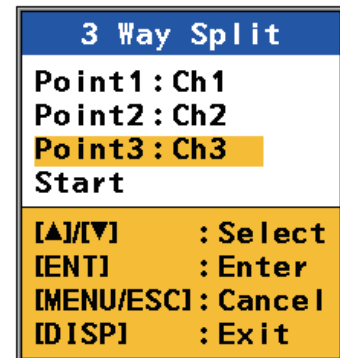 3 Way Split
Point1:Ch1
Point2:Ch2
Point3:Ch3
Start
[▲]/[▼] :Select
[ENT] :Enter
[MENU/ESC]:Cancel
[DISP] :Exit